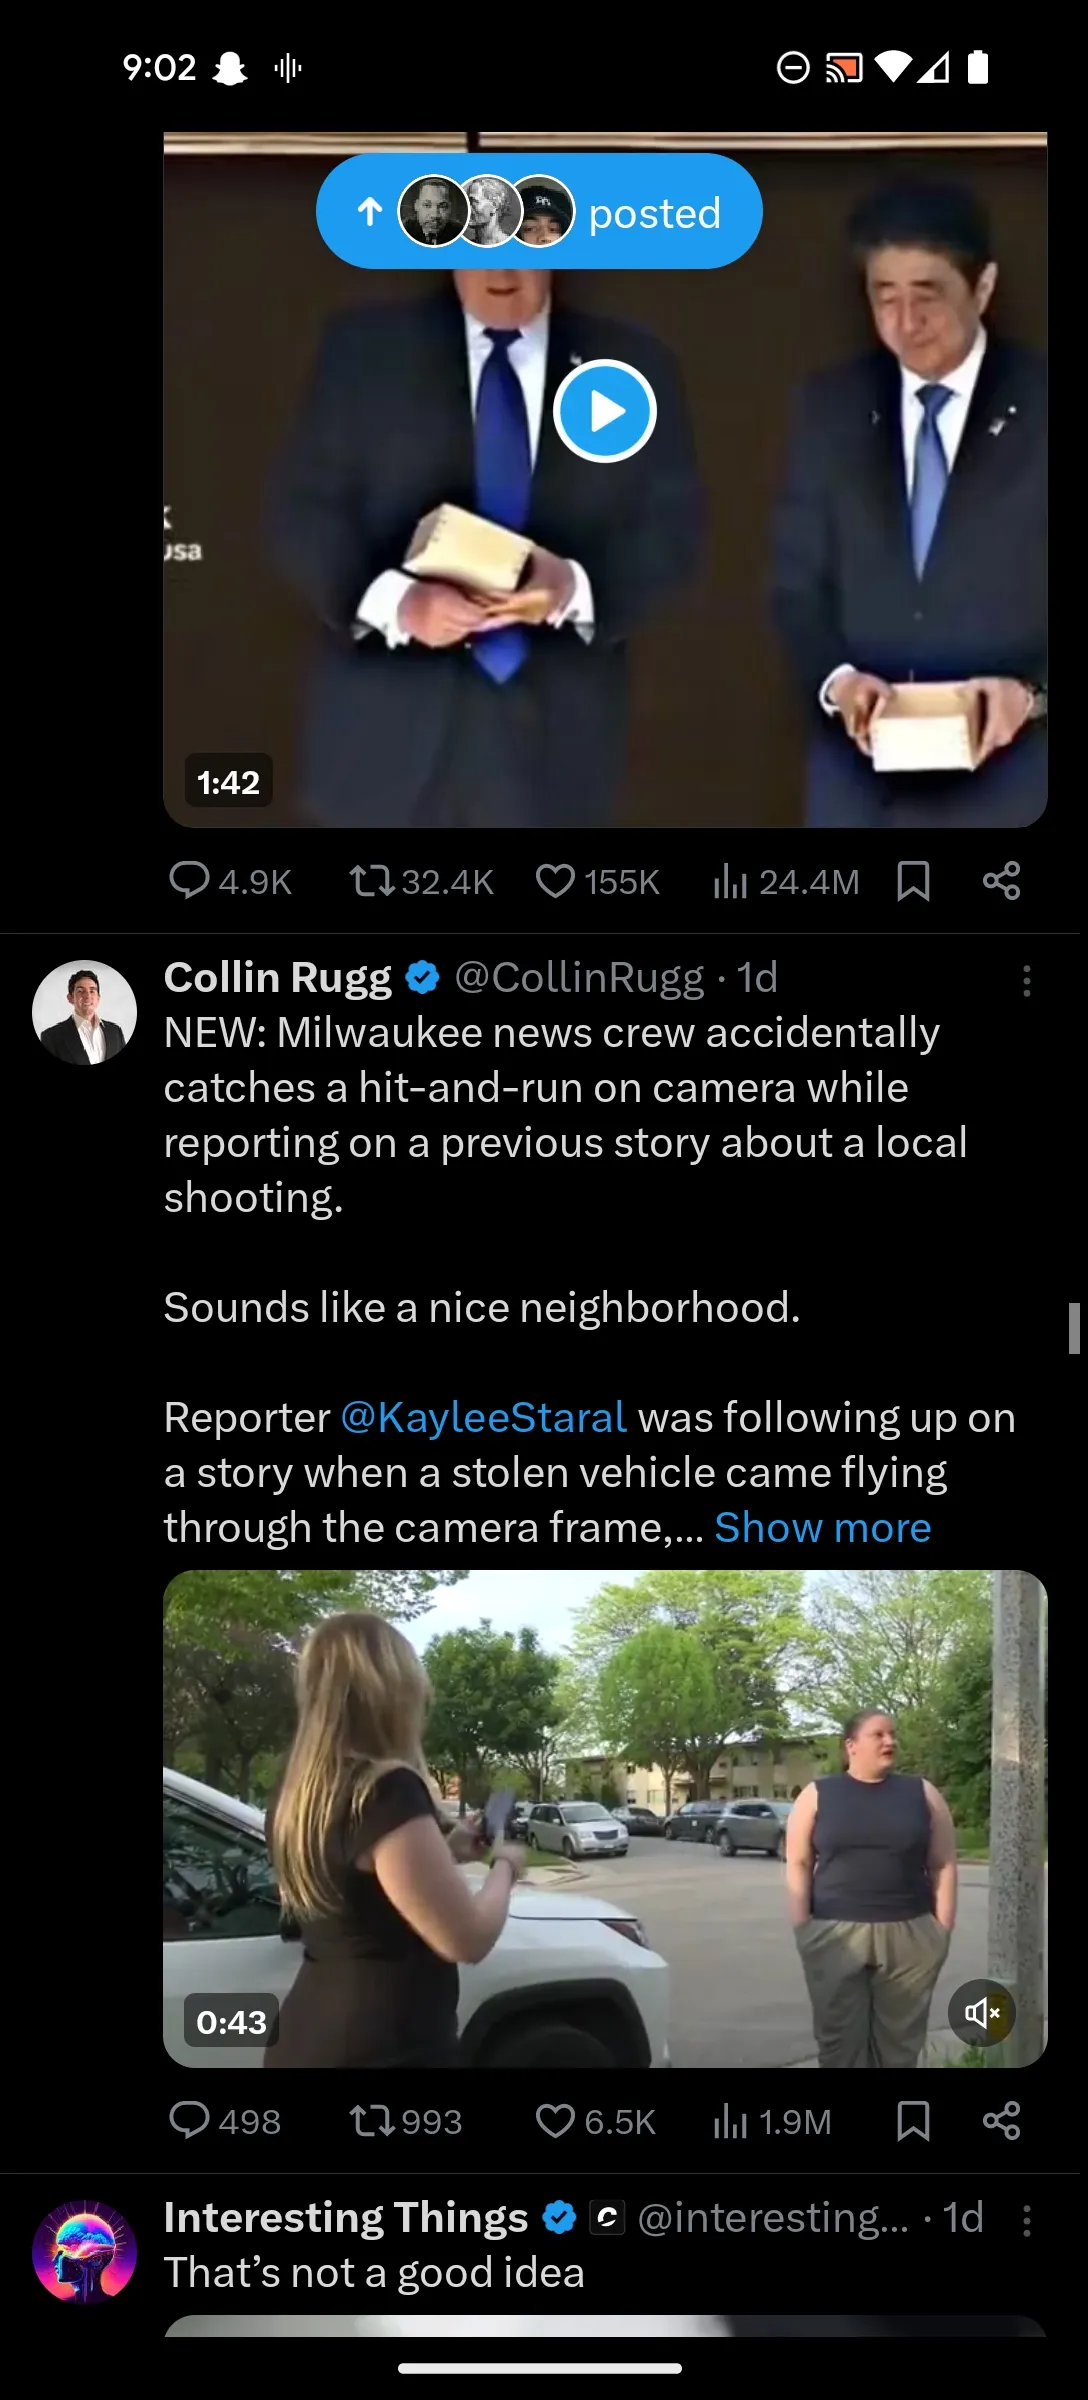 9:02
posted
usa
1:42
4.9K 32.4K 155K 24.4M
Collin Rugg @CollinRugg · 1d
NEW: Milwaukee news crew accidentally
catches a hit-and-run on camera while
reporting on a previous story about a local
shooting.
Sounds like a nice neighborhood.
Reporter @KayleeStaral was following up on
a story when a stolen vehicle came flying
through the camera frame,... Show more
0:43
498 993 6.5K 1.9M
Interesting Things @interesting... · 1d
That’s not a good idea